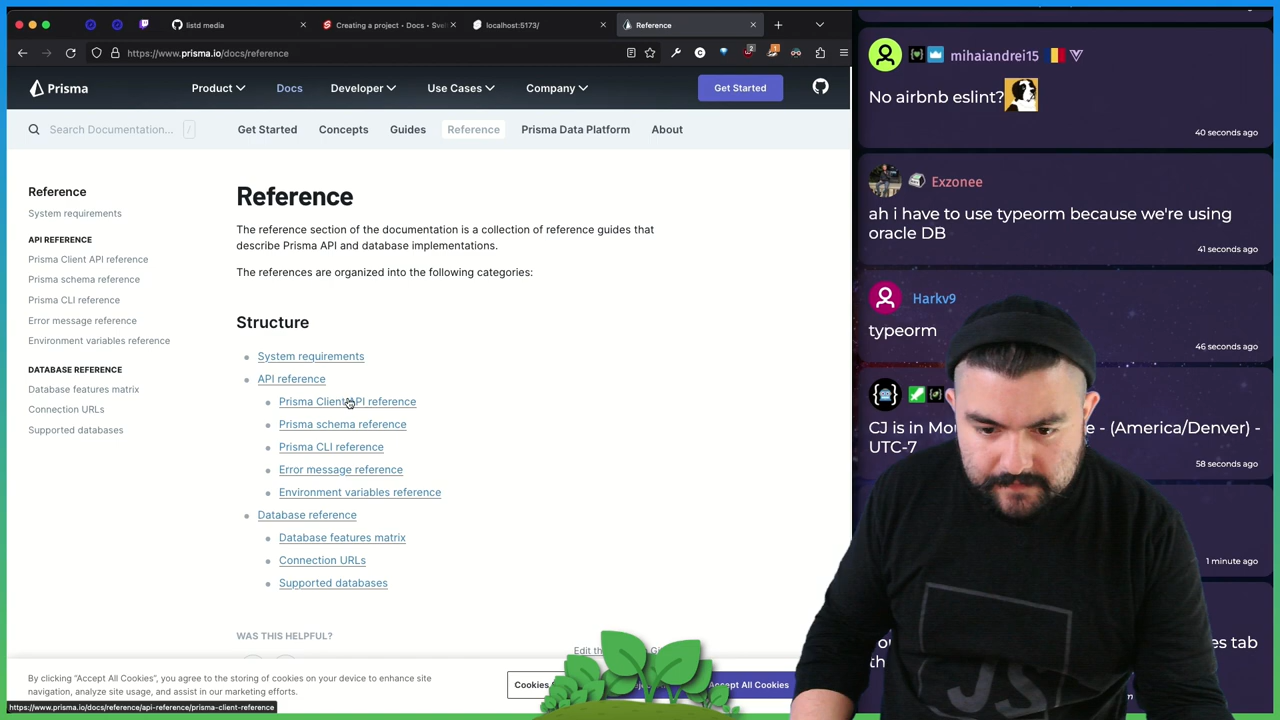 listd media
Creating a project • Docs • Sve
localhost:5173/
Reference
https://www.prisma.io/docs/reference
Prisma
Product
Docs
Developer
Use Cases
Company
Get Started
Search Documentation...
/
Get Started
Concepts
Guides
Reference
Prisma Data Platform
About
Reference
System requirements
API REFERENCE
Prisma Client API reference
Prisma schema reference
Prisma CLI reference
Error message reference
Environment variables reference
DATABASE REFERENCE
Database features matrix
Connection URLs
Supported databases
Reference
The reference section of the documentation is a collection of reference guides that
describe Prisma API and database implementations.
The references are organized into the following categories:
Structure
System requirements
API reference
Prisma Client API reference
Prisma schema reference
Prisma CLI reference
Error message reference
Environment variables reference
Database reference
Database features matrix
Connection URLs
Supported databases
WAS THIS HELPFUL?
Edit
By clicking "Accept All Cookies", you agree to the storing of cookies on your device to enhance site
navigation, analyze site usage, and assist in our marketing efforts.
Cookies
Accept All Cookies
https://www.prisma.io/docs/reference/api-reference/prisma-client-reference
mihaiandrei15
No airbnb eslint?
40 seconds ago
Exzonee
ah i have to use typeorm because we're using
oracle DB
41 seconds ago
Harkv9
typeorm
46 seconds ago
CJ is in Mo e - (America/Denver) -
UTC-7
58 seconds ago
1 minute ago
es tab
JS